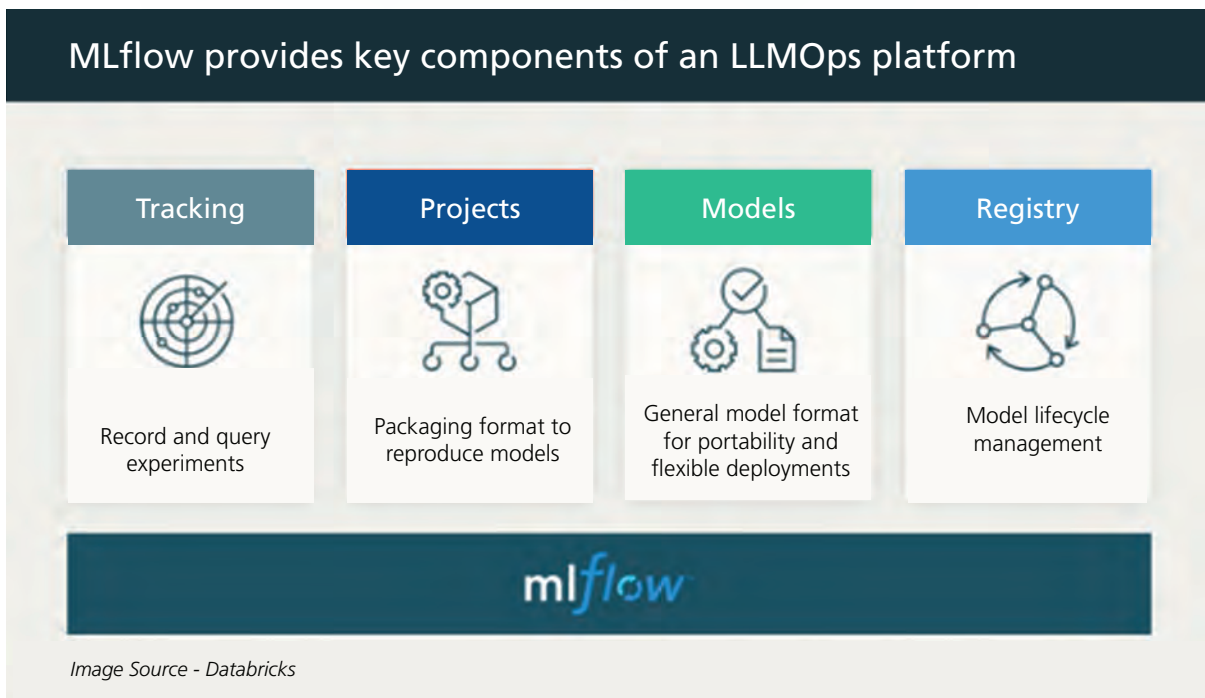 MLflow provides key components of an LLMOps platform
Tracking
Record and query
experiments
Projects
Packaging format to
reproduce models
Models
General model format
for portability and
flexible deployments
Registry
Model lifecycle
management
mlflow
Image Source - Databricks